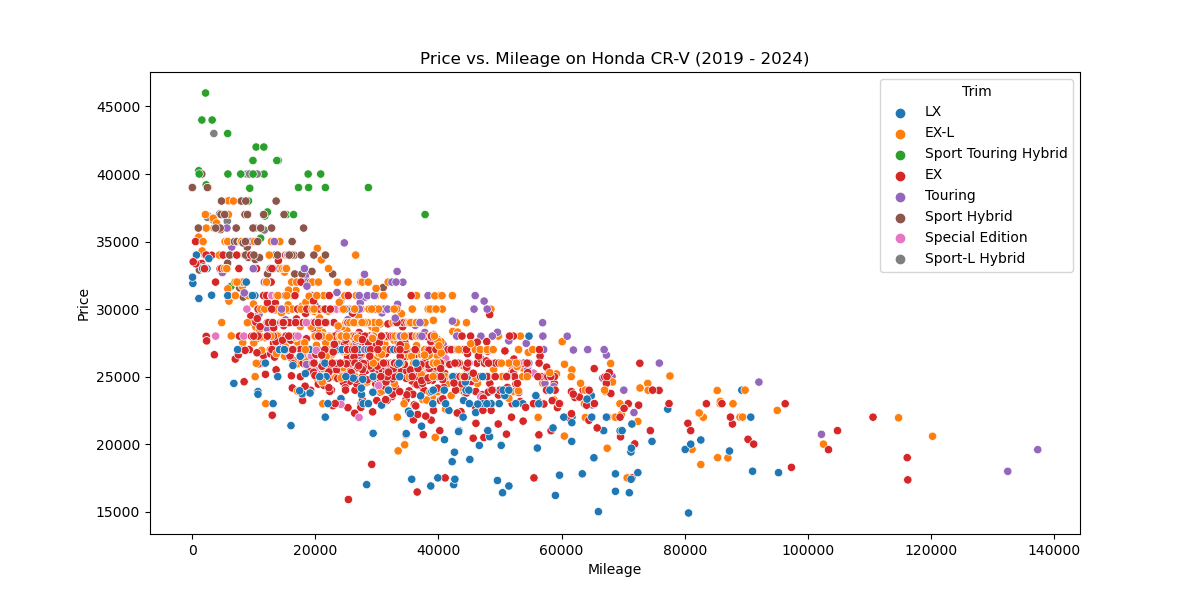 Price vs. Mileage on Honda CR-V (2019 - 2024)
Price
45000
40000
35000
30000
25000
20000
15000
Trim
LX
EX-L
Sport Touring Hybrid
EX
Touring
Sport Hybrid
Special Edition
Sport-L Hybrid
0 20000 40000 60000 80000 100000 120000 140000
Mileage